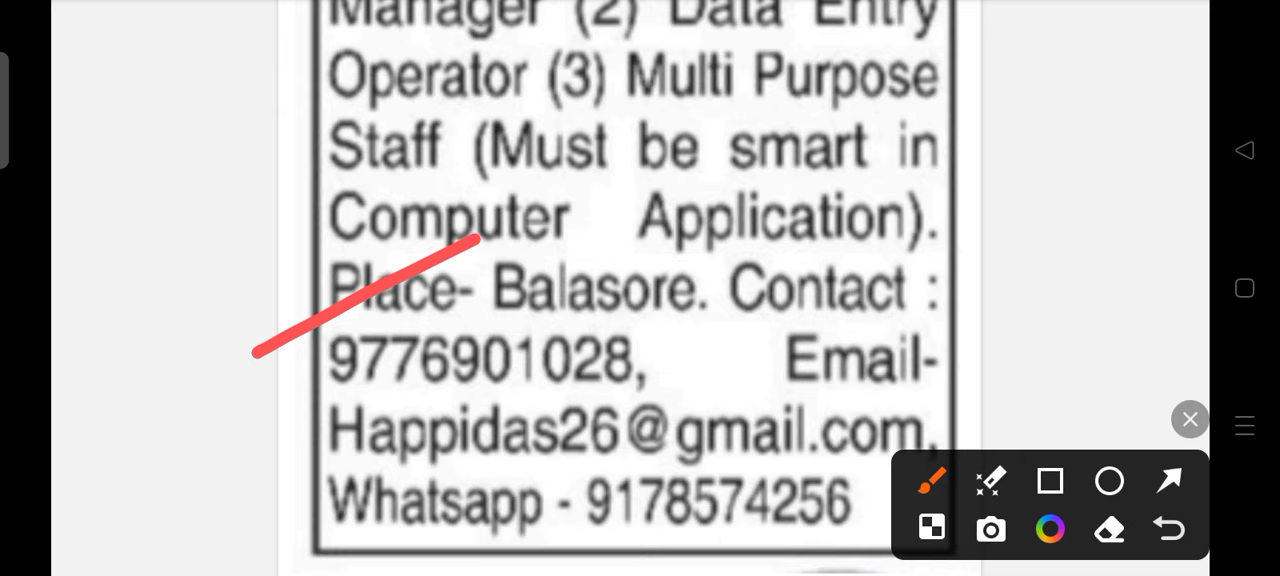 Manager (2) Data Entry
Operator (3) Multi Purpose
Staff (Must be smart in
Computer Application).
Place- Balasore. Contact :
9776901028, Email-
Happidas26@gmail.com,
Whatsapp - 9178574256